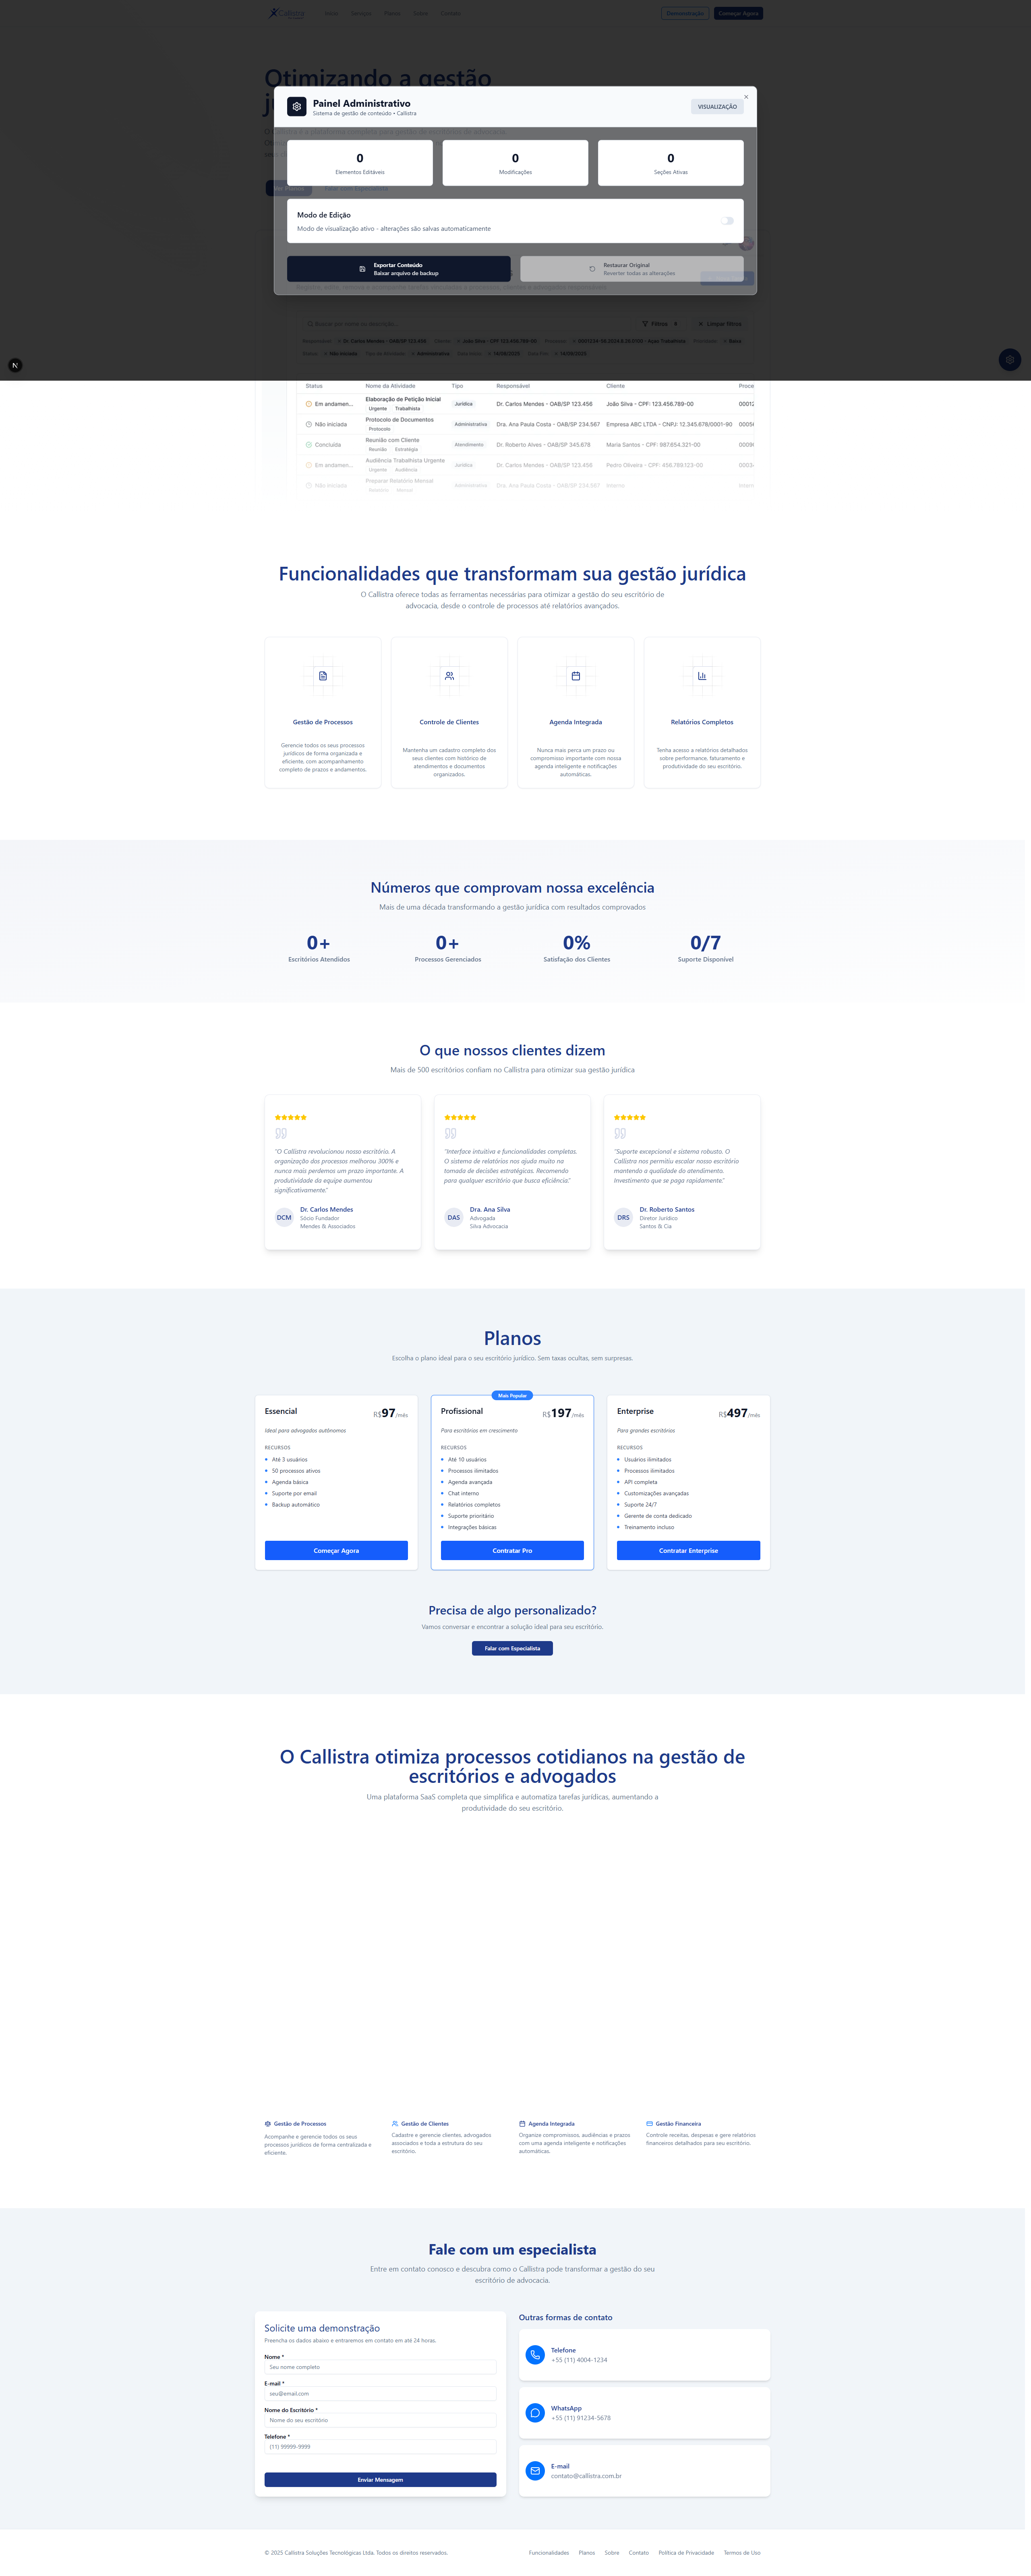 Callistra
Início Serviços Planos Sobre Contato
Demonstração
Começar Agora
Otimizando a gestão
Painel Administrativo
Sistema de gestão de conteúdo • Callistra
VISUALIZAÇÃO
0
Elementos Editáveis
0
Modificações
0
Seções Ativas
Modo de Edição
Modo de visualização ativo - alterações são salvas automaticamente
Exportar Conteúdo
Baixar arquivo de backup
Restaurar Original
Reverter todas as alterações
Buscar por nome ou descrição...
Filtros
Limpar filtros
Dr. Carlos Mendes - OAB/SP 123.456
João Silva - CPF: 123.456.789-00
Baixa
Não iniciada
Administrativa
Status Nome da Atividade Tipo Responsável Cliente Proce
Em andamen... Elaboração de Petição Inicial Jurídica Dr. Carlos Mendes - OAB/SP 123.456 João Silva - CPF: 123.456.789-00 00012
Urgente Trabalhista
Não iniciada Protocolo de Documentos Administrativa Dra. Ana Paula Costa - OAB/SP 234.567 Empresa ABC LTDA - CNPJ: 12.345.678/0001-90
Protocolo
Concluída Reunião com Cliente Atendimento Dr. Roberto Alves - OAB/SP 345.678 Maria Santos - CPF: 987.654.321-00
Reunião Estratégia
Em andamen... Audiência Trabalhista Urgente Jurídica Dr. Carlos Mendes - OAB/SP 123.456 Pedro Oliveira - CPF: 456.789.123-00
Urgente Audiência
Não iniciada Preparar Relatório Mensal Administrativa Dra. Ana Paula Costa - OAB/SP 234.567 Interno Intern
Relatório Mensal
Funcionalidades que transformam sua gestão jurídica
O Callistra oferece todas as ferramentas necessárias para otimizar a gestão do seu escritório de
advocacia, desde o controle de processos até relatórios avançados.
Gestão de Processos
Gerencie todos os seus processos
jurídicos de forma organizada e
eficiente, com acompanhamento
completo de prazos e andamentos.
Controle de Clientes
Mantenha um cadastro completo dos
seus clientes com histórico de
atendimentos e documentos
organizados.
Agenda Integrada
Nunca mais perca um prazo ou
compromisso importante com nossa
agenda inteligente e notificações
automáticas.
Relatórios Completos
Tenha acesso a relatórios detalhados
sobre performance, faturamento e
produtividade do seu escritório.
Números que comprovam nossa excelência
Mais de uma década transformando a gestão jurídica com resultados comprovados
0+
Escritórios Atendidos
0+
Processos Gerenciados
0%
Satisfação dos Clientes
0/7
Suporte Disponível
O que nossos clientes dizem
Mais de 500 escritórios confiam no Callistra para otimizar sua gestão jurídica
"O Callistra revolucionou nosso escritório. A
organização dos processos melhorou 300% e
nunca mais perdemos um prazo importante. A
produtividade da equipe aumentou
significativamente."
DCM
Dr. Carlos Mendes
Sócio Fundador
Mendes & Associados
"Interface intuitiva e funcionalidades completas.
O sistema de relatórios nos ajuda muito na
tomada de decisões estratégicas. Recomendo
para qualquer escritório que busca eficiência."
DAS
Dra. Ana Silva
Advogada
Silva Advocacia
"Suporte excepcional e sistema robusto. O
Callistra nos permitiu escalar nosso escritório
mantendo a qualidade do atendimento.
Investimento que se paga rapidamente."
DRS
Dr. Roberto Santos
Diretor Jurídico
Santos & Cia
Planos
Escolha o plano ideal para o seu escritório jurídico. Sem taxas ocultas, sem surpresas.
Essencial
R$97/mês
Ideal para advogados autônomos
RECURSOS
Até 3 usuários
50 processos ativos
Agenda básica
Suporte por email
Backup automático
Começar Agora
Mais Popular
Profissional
R$197/mês
Para escritórios em crescimento
RECURSOS
Até 10 usuários
Processos ilimitados
Agenda avançada
Chat interno
Relatórios completos
Suporte prioritário
Integrações básicas
Contratar Pro
Enterprise
R$497/mês
Para grandes escritórios
RECURSOS
Usuários ilimitados
Processos ilimitados
API completa
Customizações avançadas
Suporte 24/7
Gerente de conta dedicado
Treinamento incluso
Contratar Enterprise
Precisa de algo personalizado?
Vamos conversar e encontrar a solução ideal para seu escritório.
Falar com Especialista
O Callistra otimiza processos cotidianos na gestão de
escritórios e advogados
Uma plataforma SaaS completa que simplifica e automatiza tarefas jurídicas, aumentando a
produtividade do seu escritório.
Gestão de Processos
Acompanhe e gerencie todos os seus
processos jurídicos de forma centralizada e
eficiente.
Gestão de Clientes
Cadastre e gerencie clientes, advogados
associados e toda a estrutura do seu
escritório.
Agenda Integrada
Organize compromissos, audiências e prazos
com uma agenda inteligente e notificações
automáticas.
Gestão Financeira
Controle receitas, despesas e gere relatórios
financeiros detalhados para seu escritório.
Fale com um especialista
Entre em contato conosco e descubra como o Callistra pode transformar a gestão do seu
escritório de advocacia.
Solicite uma demonstração
Preencha os dados abaixo e entraremos em contato em até 24 horas.
Nome *
Seu nome completo
E-mail *
seu@email.com
Nome do Escritório *
Nome do seu escritório
Telefone *
(11) 99999-9999
Enviar Mensagem
Outras formas de contato
Telefone
+55 (11) 4004-1234
WhatsApp
+55 (11) 91234-5678
E-mail
contato@callistra.com.br
© 2025 Callistra Soluções Tecnológicas Ltda. Todos os direitos reservados.
Funcionalidades Planos Sobre Contato Política de Privacidade Termos de Uso